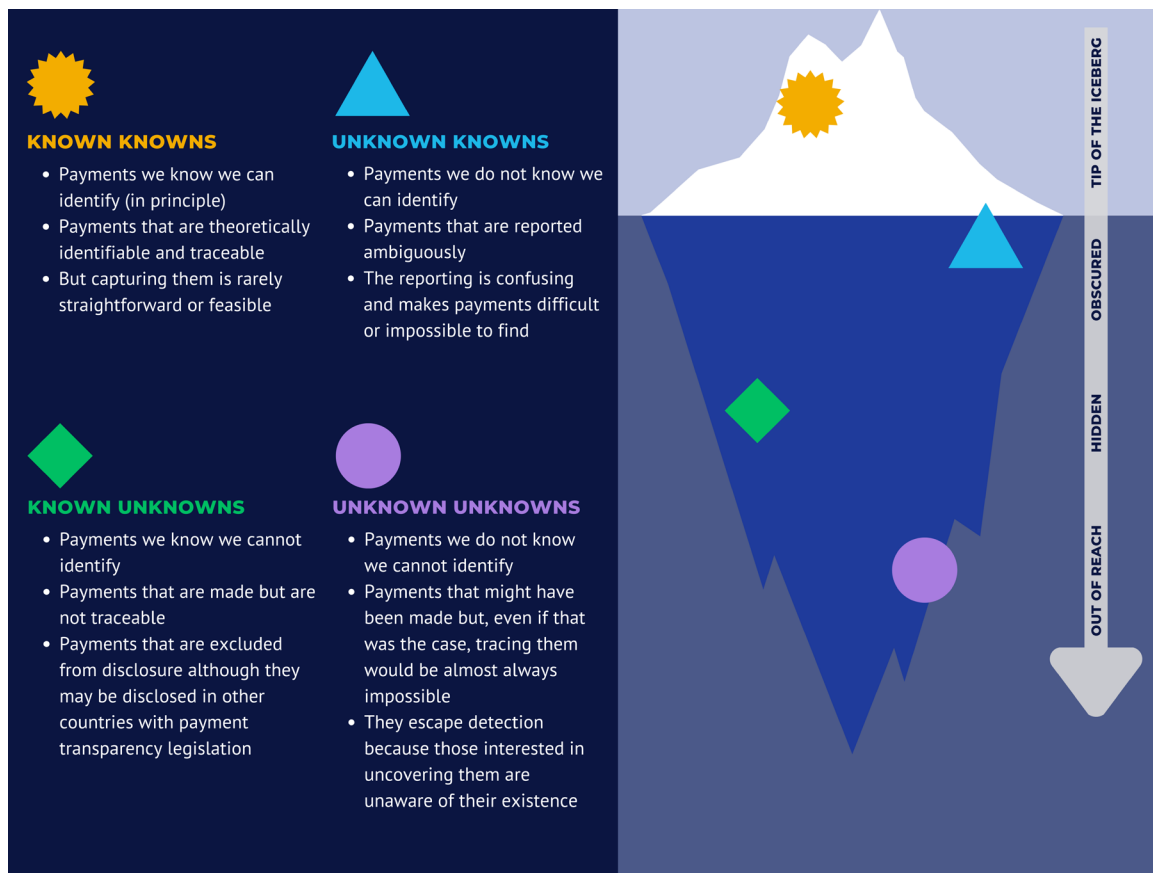 KNOWN KNOWNS
• Payments we know we can
identify (in principle)
• Payments that are theoretically
identifiable and traceable
• But capturing them is rarely
straightforward or feasible
UNKNOWN KNOWNS
• Payments we do not know we
can identify
• Payments that are reported
ambiguously
• The reporting is confusing
and makes payments difficult
or impossible to find
KNOWN UNKNOWNS
• Payments we know we cannot
identify
• Payments that are made but are
not traceable
• Payments that are excluded
from disclosure although they
may be disclosed in other
countries with payment
transparency legislation
UNKNOWN UNKNOWNS
• Payments we do not know
we cannot identify
• Payments that might have
been made but, even if that
was the case, tracing them
would be almost always
impossible
• They escape detection
because those interested in
uncovering them are
unaware of their existence
TIP OF THE ICEBERG
OBSCURED
HIDDEN
OUT OF REACH